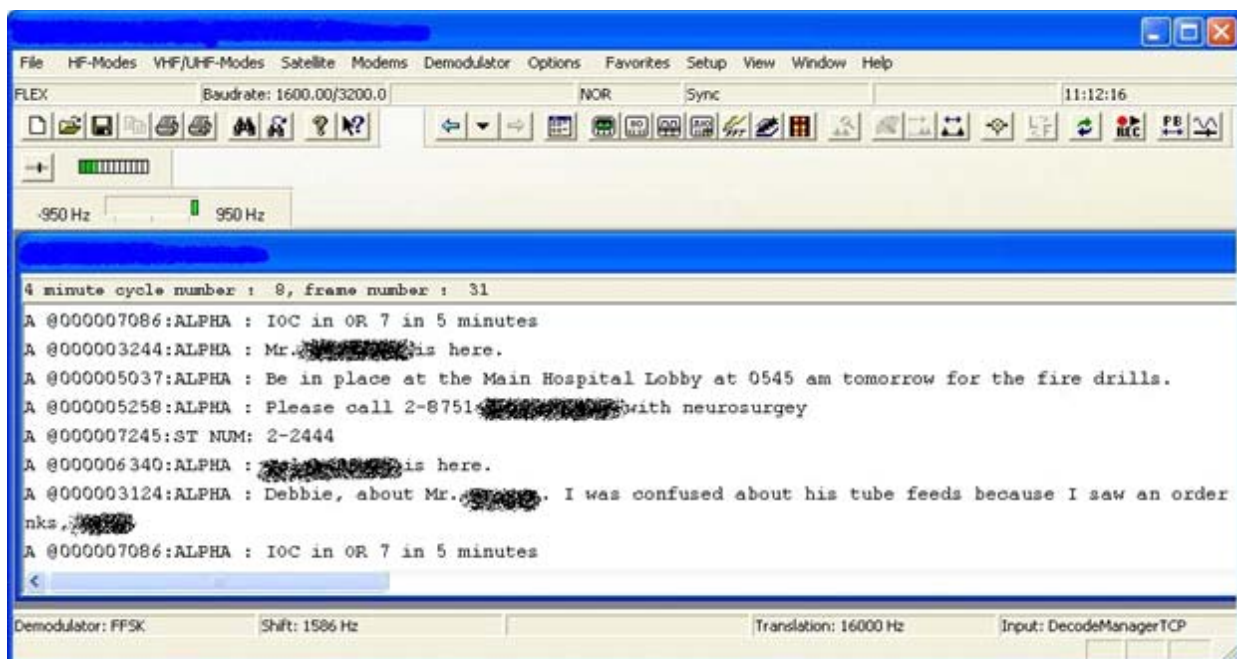 File HF-Modes VHF/UHF-Modes Satellite Modems Demodulator Options Favorites Setup View Window Help
FLEX Baudrate: 1600.00/3200.0 NOR Sync 11:12:16
REC PB
-950 Hz 950 Hz
4 minute cycle number : 8, frame number : 31
A @000007086:ALPHA : IOC in OR 7 in 5 minutes
A @000003244:ALPHA : Mr. is here.
A @000005037:ALPHA : Be in place at the Main Hospital Lobby at 0545 am tomorrow for the fire drills.
A @000005258:ALPHA : Please call 2-8751 with neurosurgey
A @000007245:ST NUM: 2-2444
A @000006340:ALPHA : is here.
A @000003124:ALPHA : Debbie, about Mr. . I was confused about his tube feeds because I saw an order
nks.
A @000007086:ALPHA : IOC in OR 7 in 5 minutes
Demodulator: FFSK Shift: 1586 Hz Translation: 16000 Hz Input: DecodeManagerTCP